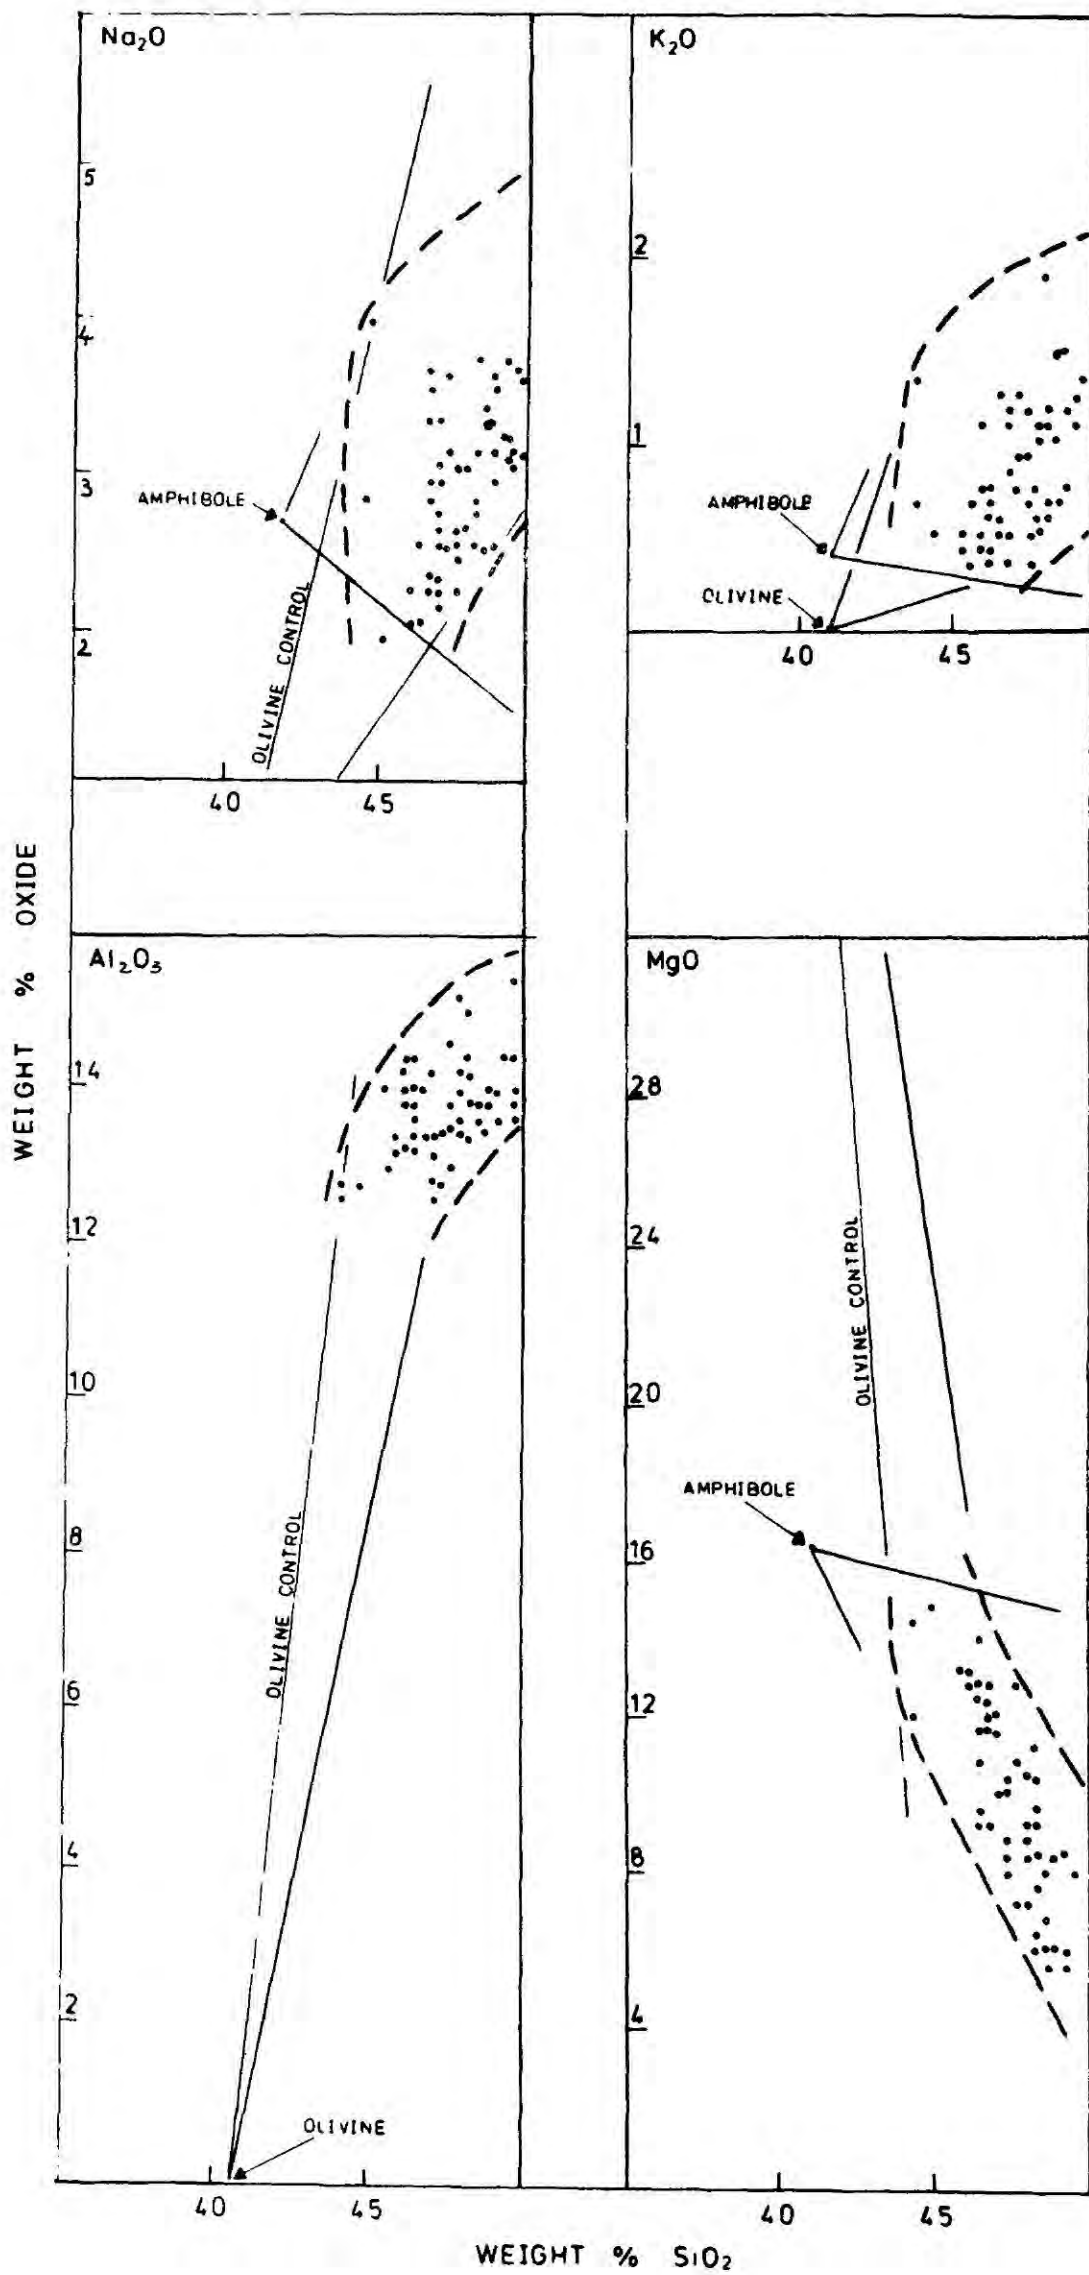 Na₂O
5
4
3
2
AMPHIBOLE
OLIVINE CONTROL
40 45
K₂O
2
1
AMPHIBOLE
OLIVINE
40 45
WEIGHT % OXIDE
Al₂O₃
14
12
10
8
6
4
2
OLIVINE CONTROL
OLIVINE
40 45
MgO
28
24
20
16
12
8
4
OLIVINE CONTROL
AMPHIBOLE
40 45
WEIGHT % SiO₂